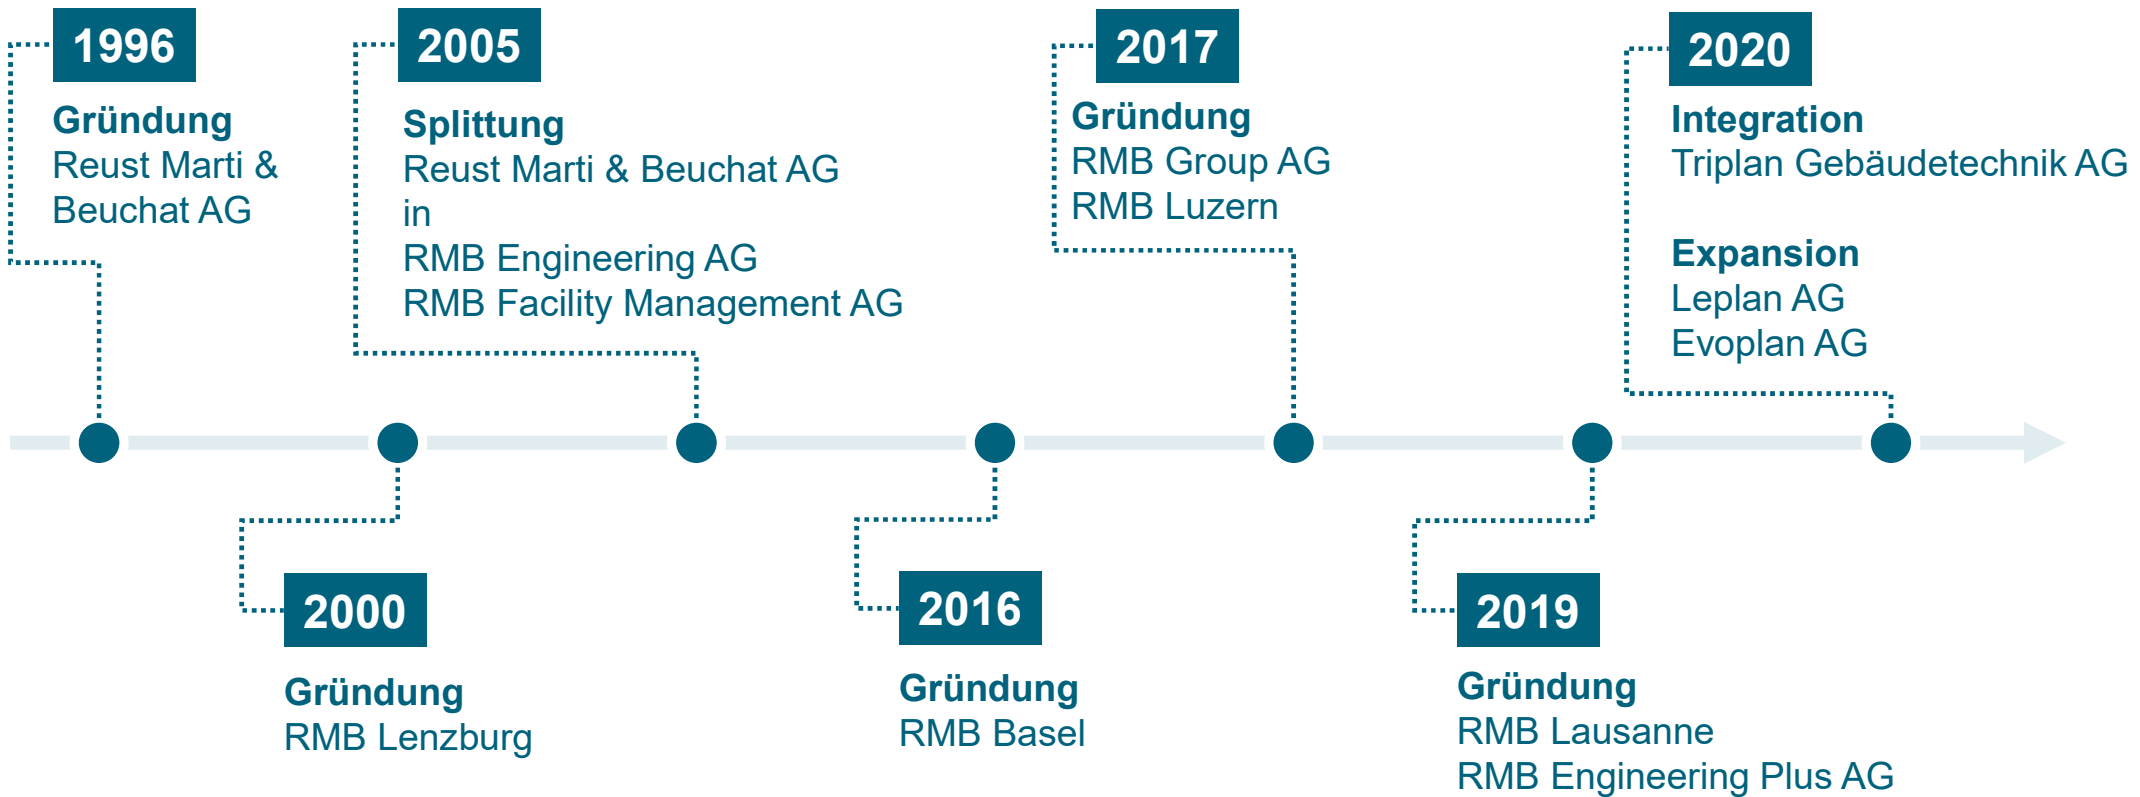 1996
Gründung
Reust Marti &
Beuchat AG
2000
Gründung
RMB Lenzburg
2005
Splittung
Reust Marti & Beuchat AG
in
RMB Engineering AG
RMB Facility Management AG
2016
Gründung
RMB Basel
2017
Gründung
RMB Group AG
RMB Luzern
2019
Gründung
RMB Lausanne
RMB Engineering Plus AG
2020
Integration
Triplan Gebäudetechnik AG
Expansion
Leplan AG
Evoplan AG